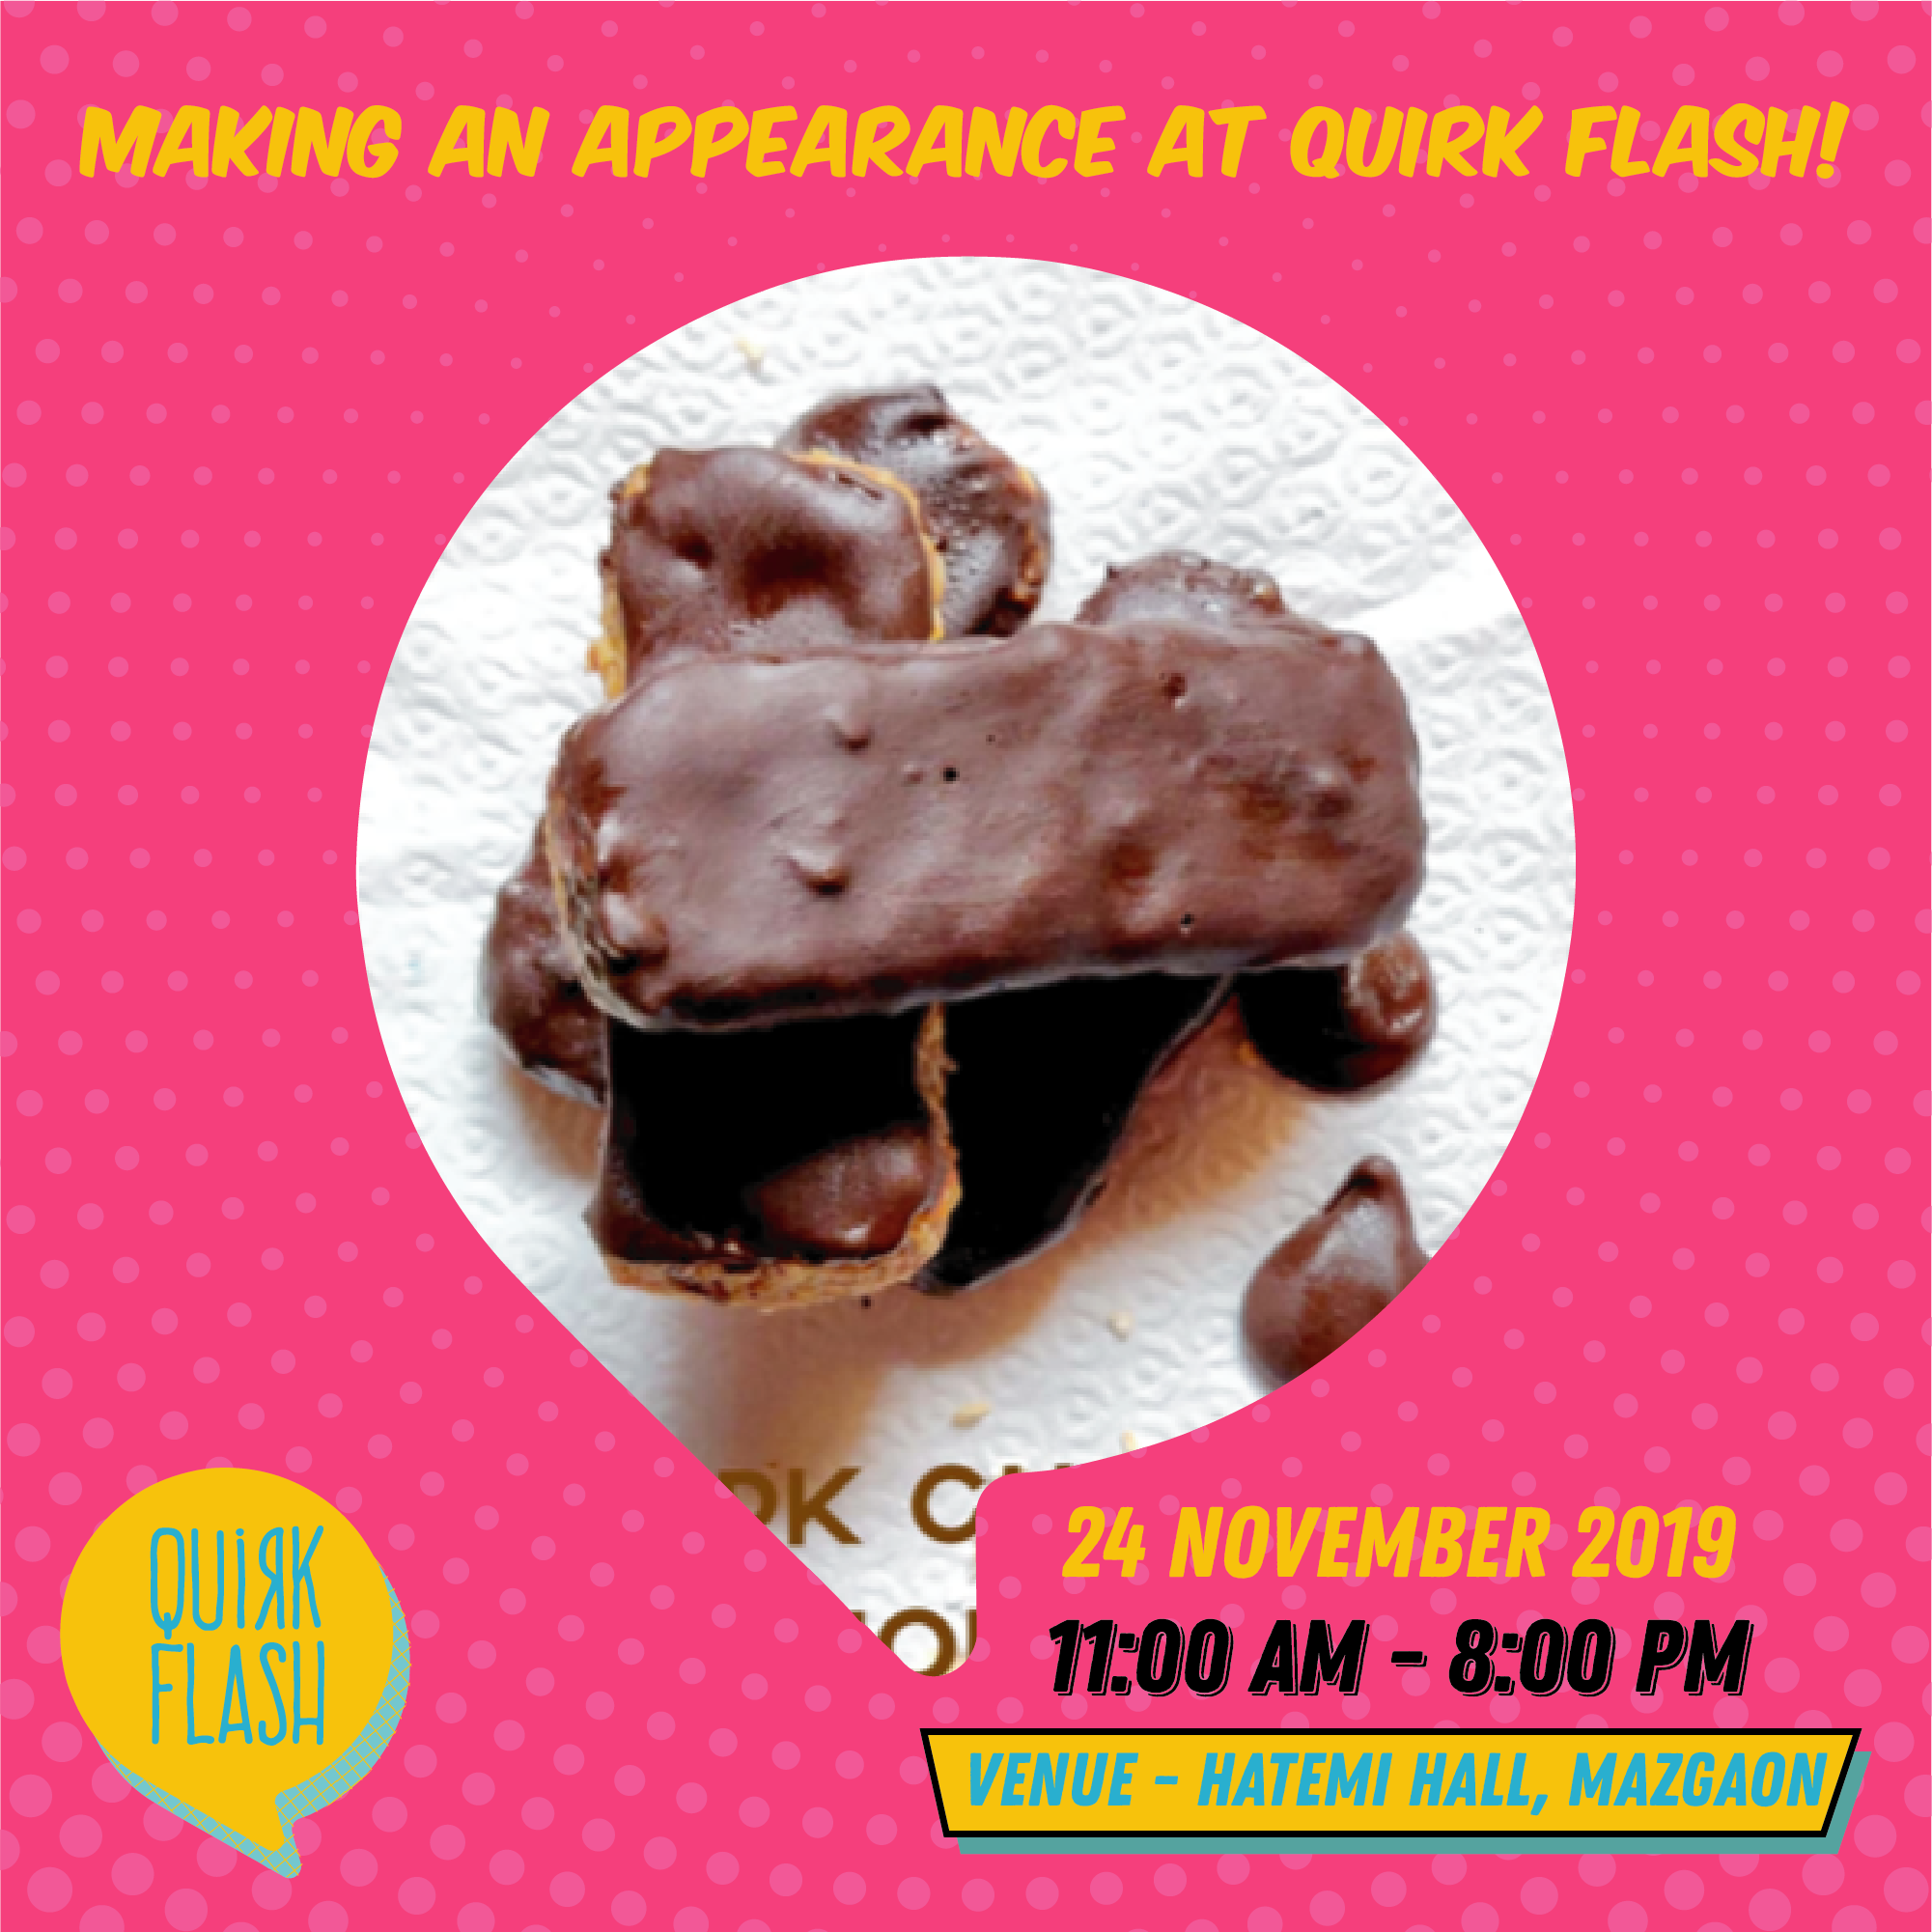 MAKING AN APPEARANCE AT QUIRK FLASH!
24 NOVEMBER 2019
11:00 AM - 8:00 PM
VENUE - HATEMI HALL, MAZGAON
QUIRK
FLASH